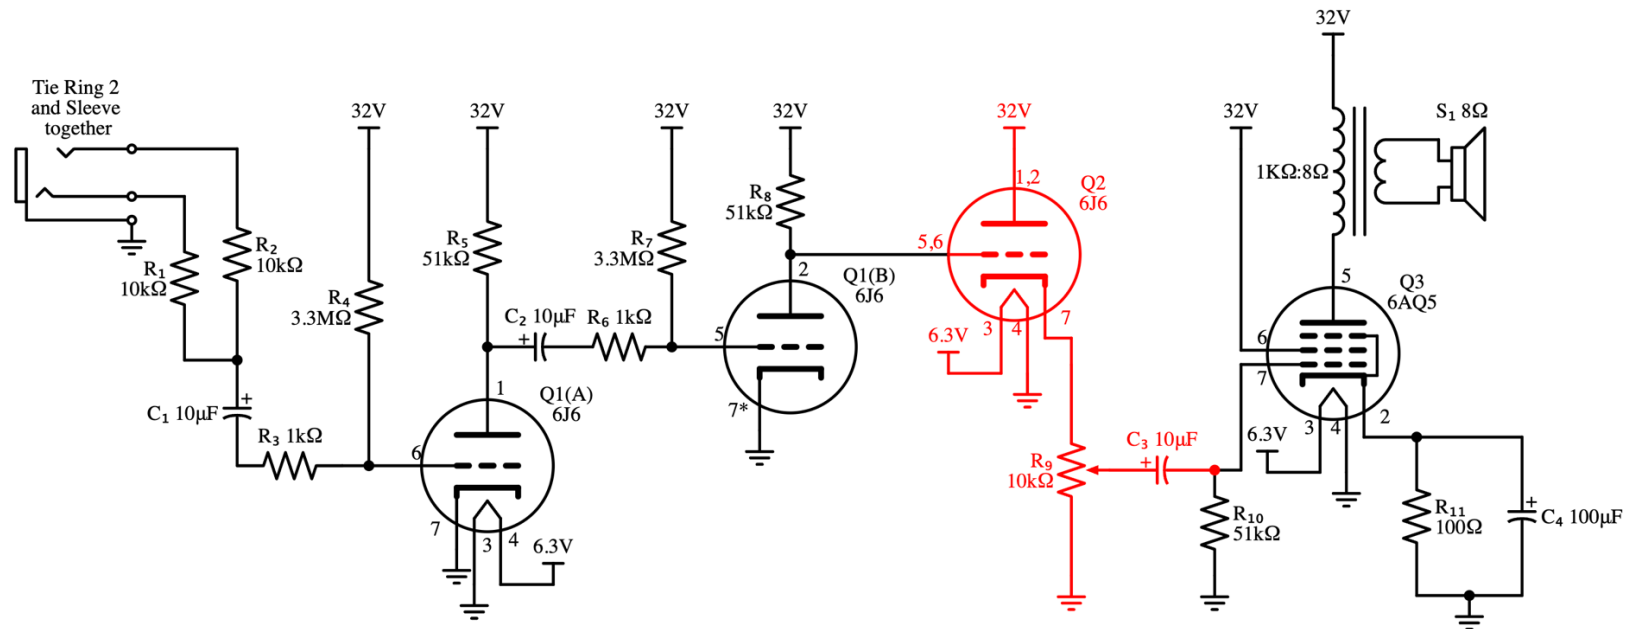 Tie Ring 2
and Sleeve
together
R₁
10kΩ
R₂
10kΩ
C₁ 10µF
+
R₃ 1kΩ
32V
R₄
3.3MΩ
32V
R₅
51kΩ
1
Q1(A)
6J6
6
7
3
4
6.3V
C₂ 10µF
+
R₆ 1kΩ
32V
R₇
3.3MΩ
32V
R₈
51kΩ
2
Q1(B)
6J6
5
7*
32V
1,2
Q2
6J6
5,6
6.3V
3
4
7
R₉
10kΩ
C₃ 10µF
+
R₁₀
51kΩ
32V
32V
1KΩ:8Ω
S₁ 8Ω
5
Q3
6AQ5
6
7
6.3V
3
4
2
R₁₁
100Ω
+
C₄ 100µF